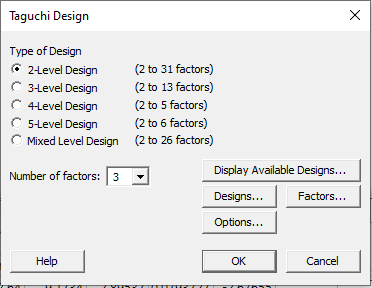 Taguchi Design
Type of Design
2-Level Design (2 to 31 factors)
3-Level Design (2 to 13 factors)
4-Level Design (2 to 5 factors)
5-Level Design (2 to 6 factors)
Mixed Level Design (2 to 26 factors)
Number of factors: 3
Display Available Designs...
Designs... Factors...
Options...
Help OK Cancel